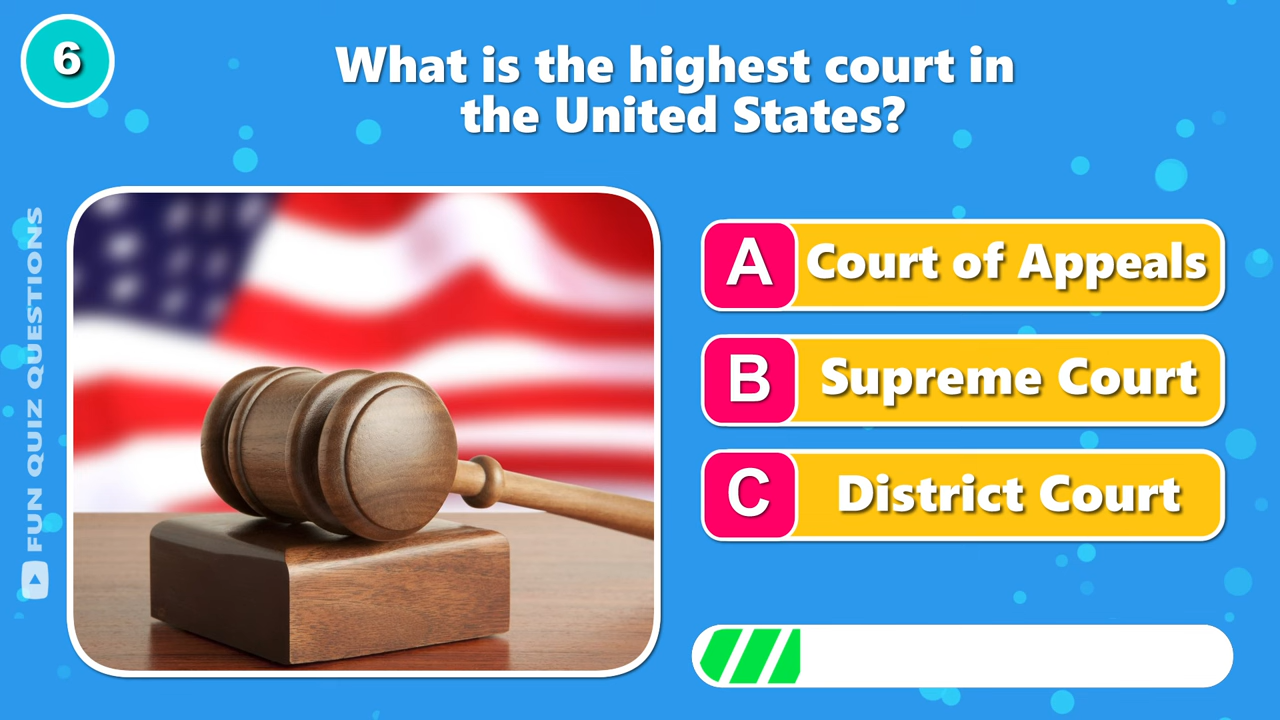 6
What is the highest court in
the United States?
FUN QUIZ QUESTIONS
A Court of Appeals
B Supreme Court
C District Court